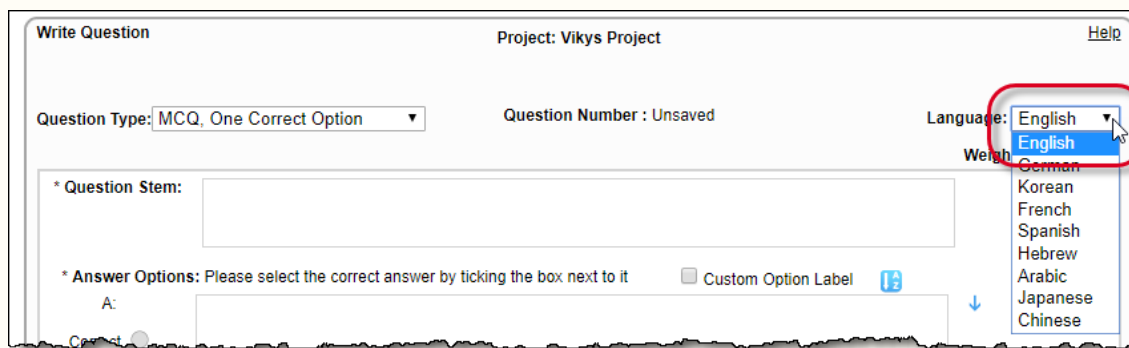 Write Question
Project: Vikys Project
Help
Question Type: MCQ, One Correct Option
Question Number : Unsaved
Language: English
English
German
Korean
French
Spanish
Hebrew
Arabic
Japanese
Chinese
* Question Stem:
* Answer Options: Please select the correct answer by ticking the box next to it
Custom Option Label
A: